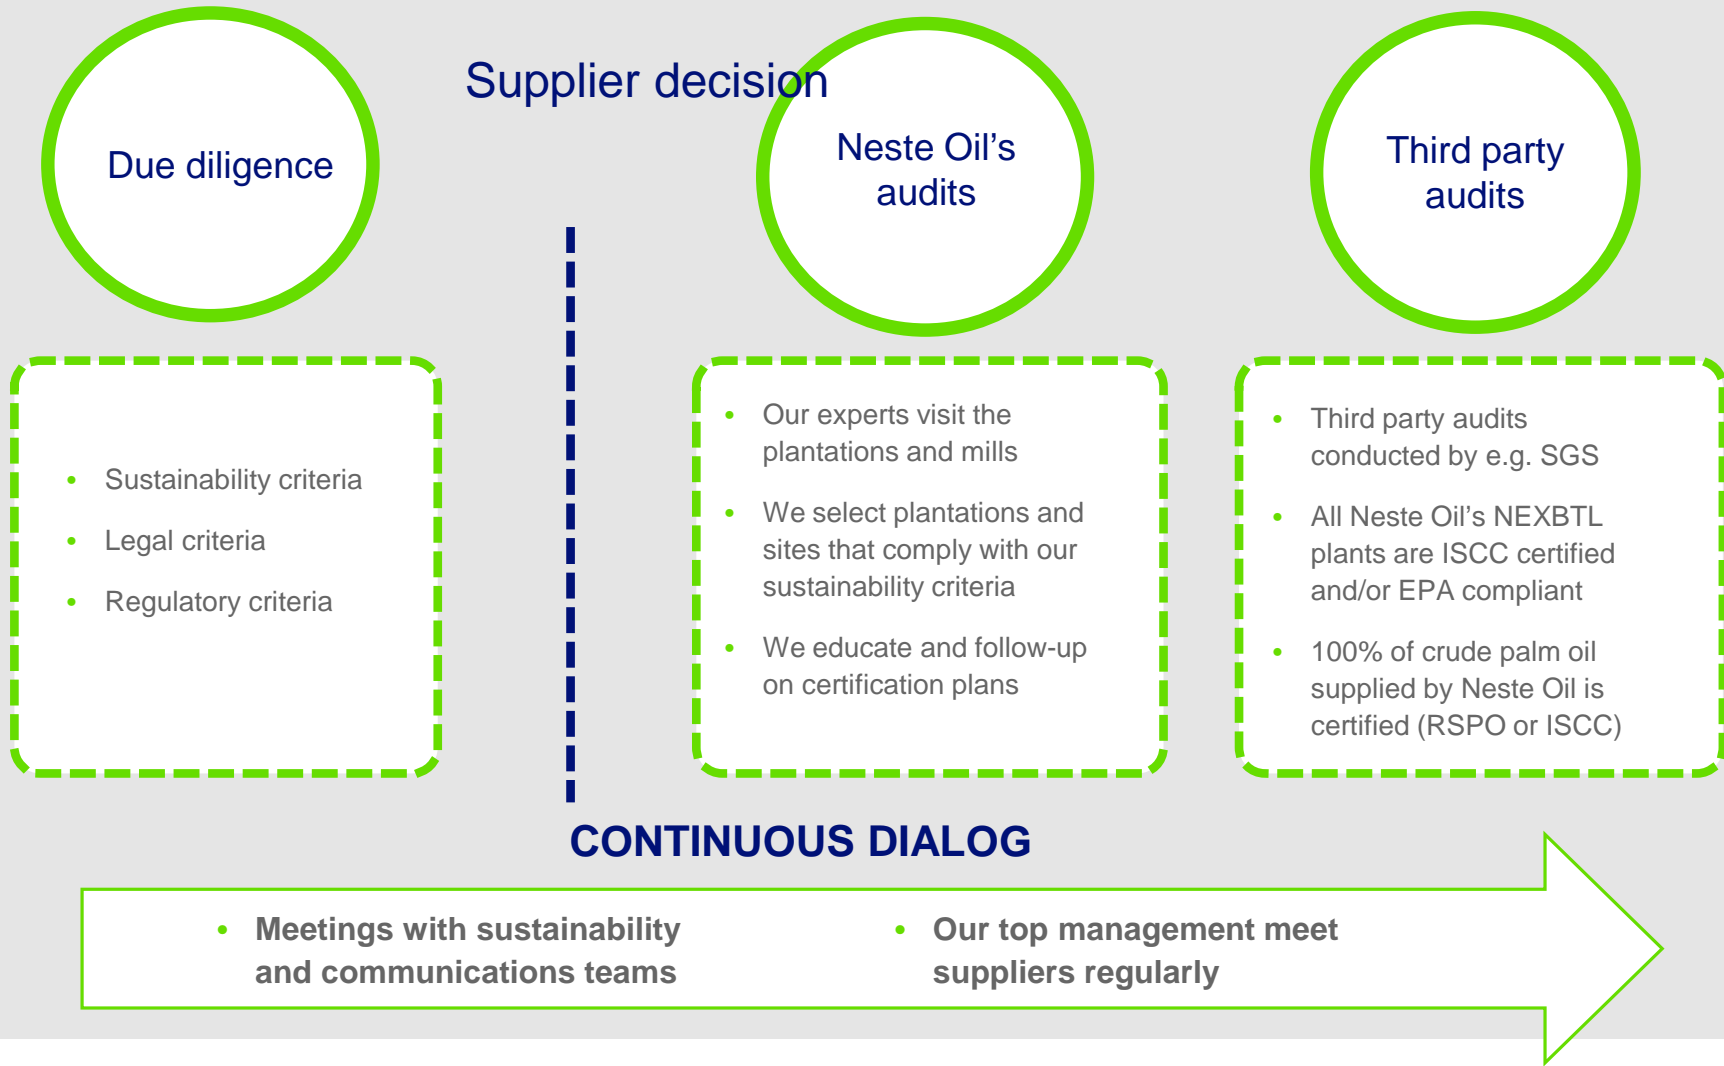 Supplier decision
Due diligence
Neste Oil’s
audits
Third party
audits
• Sustainability criteria
• Legal criteria
• Regulatory criteria
• Our experts visit the
plantations and mills
• We select plantations and
sites that comply with our
sustainability criteria
• We educate and follow-up
on certification plans
• Third party audits
conducted by e.g. SGS
• All Neste Oil’s NEXBTL
plants are ISCC certified
and/or EPA compliant
• 100% of crude palm oil
supplied by Neste Oil is
certified (RSPO or ISCC)
CONTINUOUS DIALOG
• Meetings with sustainability
and communications teams
• Our top management meet
suppliers regularly